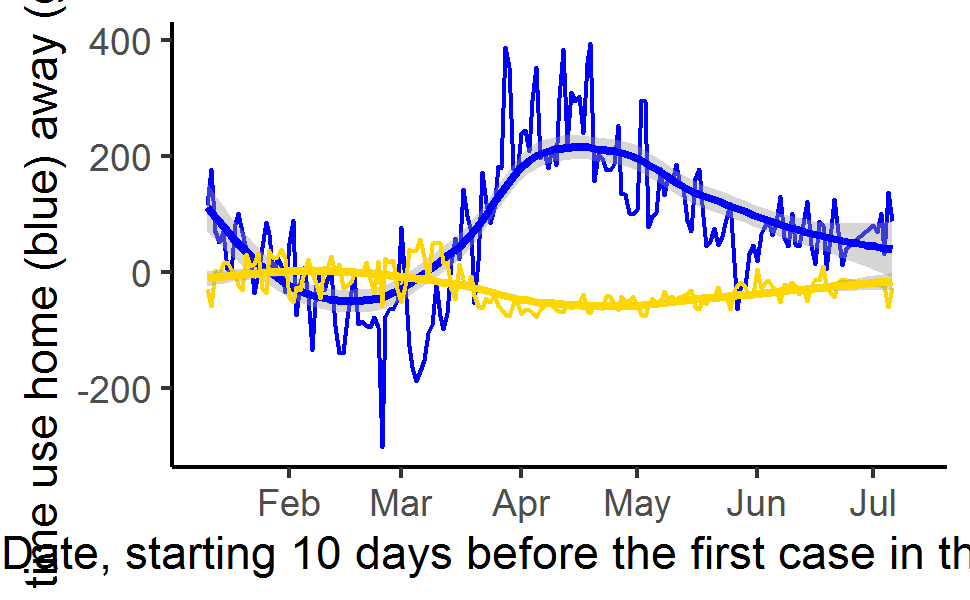 time use home (blue) away (
400
200
0
-200
Feb Mar Apr May Jun Jul
Date, starting 10 days before the first case in th